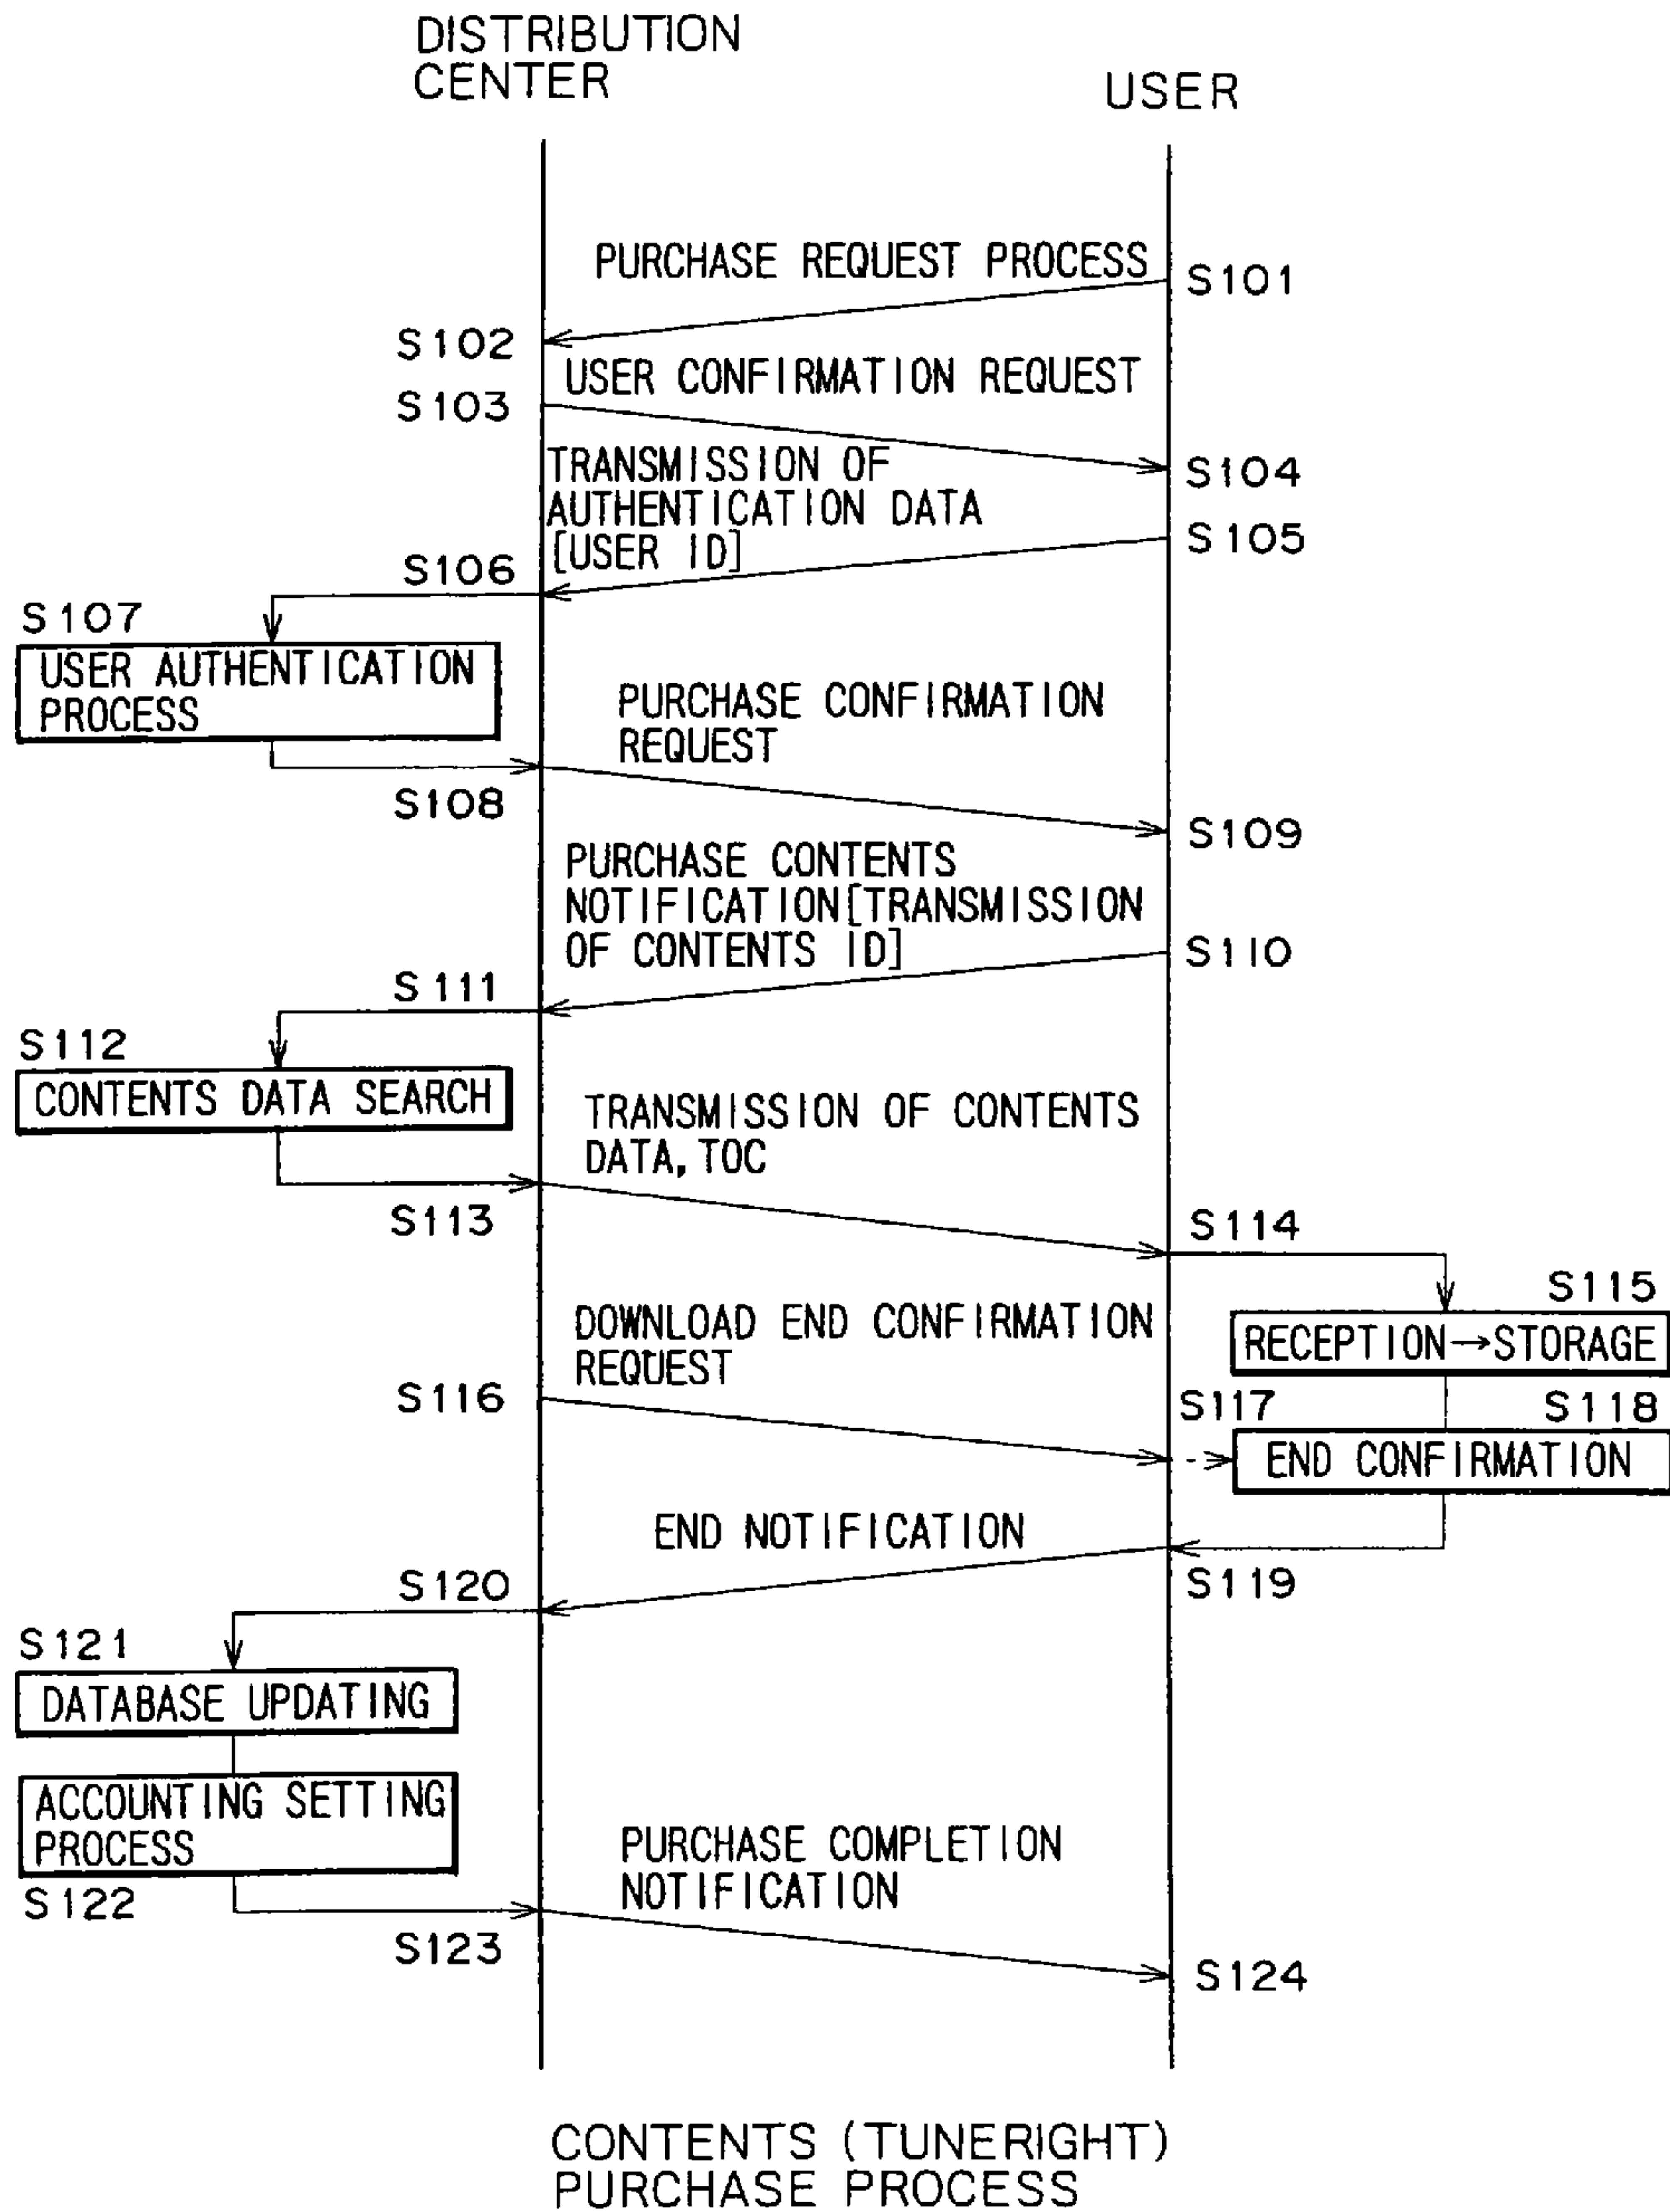 DISTRIBUTION
CENTER
USER
PURCHASE REQUEST PROCESS
S101
S102
USER CONFIRMATION REQUEST
S103
TRANSMISSION OF
AUTHENTICATION DATA
[USER ID]
S104
S105
S106
S107
USER AUTHENTICATION
PROCESS
PURCHASE CONFIRMATION
REQUEST
S108
S109
PURCHASE CONTENTS
NOTIFICATION[TRANSMISSION
OF CONTENTS ID]
S110
S111
S112
CONTENTS DATA SEARCH
TRANSMISSION OF CONTENTS
DATA, TOC
S113
S114
S115
RECEPTION→STORAGE
DOWNLOAD END CONFIRMATION
REQUEST
S116
S117
S118
END CONFIRMATION
END NOTIFICATION
S119
S120
S121
DATABASE UPDATING
ACCOUNTING SETTING
PROCESS
S122
PURCHASE COMPLETION
NOTIFICATION
S123
S124
CONTENTS (TUNERIGHT)
PURCHASE PROCESS